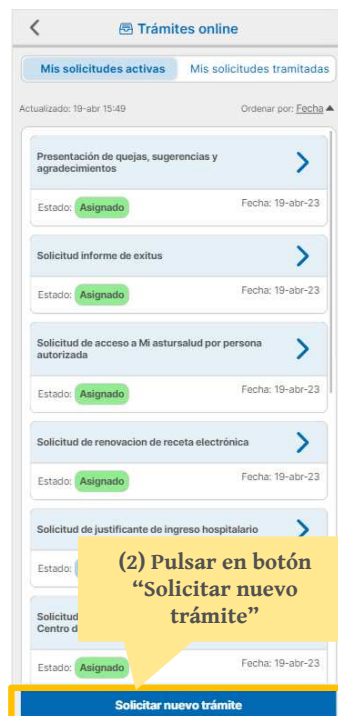 Trámites online
Mis solicitudes activas Mis solicitudes tramitadas
Actualizado: 19-abr 15:49 Ordenar por: Fecha
Presentación de quejas, sugerencias y
agradecimientos
Estado: Asignado Fecha: 19-abr-23
Solicitud informe de exitus
Estado: Asignado Fecha: 19-abr-23
Solicitud de acceso a Mi astursalud por persona
autorizada
Estado: Asignado Fecha: 19-abr-23
Solicitud de renovacion de receta electrónica
Estado: Asignado Fecha: 19-abr-23
Solicitud de justificante de ingreso hospitalario
Estado:
(2) Pulsar en botón
“Solicitar nuevo
trámite”
Solicitud
Centro d
Estado: Asignado Fecha: 19-abr-23
Solicitar nuevo trámite